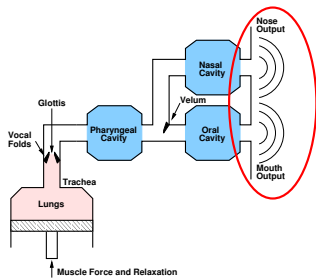 Nose
Output
Nasal
Cavity
Glottis
Velum
Vocal
Folds
Pharyngeal
Cavity
Oral
Cavity
Trachea
Mouth
Output
Lungs
Muscle Force and Relaxation